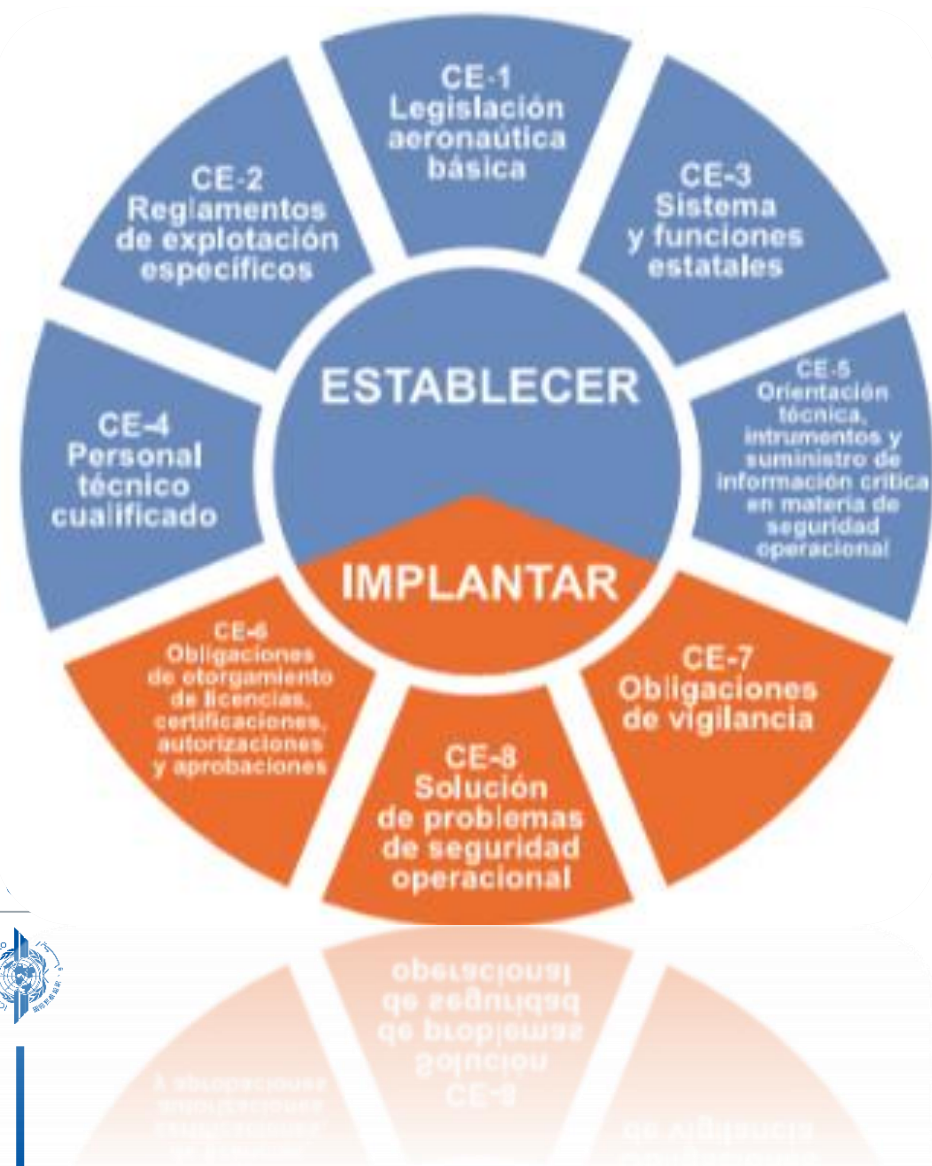 CE-1
Legislación
aeronaútica
básica
CE-2
Reglamentos
de explotación
específicos
CE-3
Sistema
y funciones
estatales
CE-4
Personal
técnico
cualificado
ESTABLECER
CE-5
Orientación
técnica,
intrumentos y
suministro de
información crítica
en materia de
seguridad
operacional
IMPLANTAR
CE-6
Obligaciones
de otorgamiento
de licencias,
certificaciones,
autorizaciones
y aprobaciones
CE-7
Obligaciones
de vigilancia
CE-8
Solución
de problemas
de seguridad
operacional